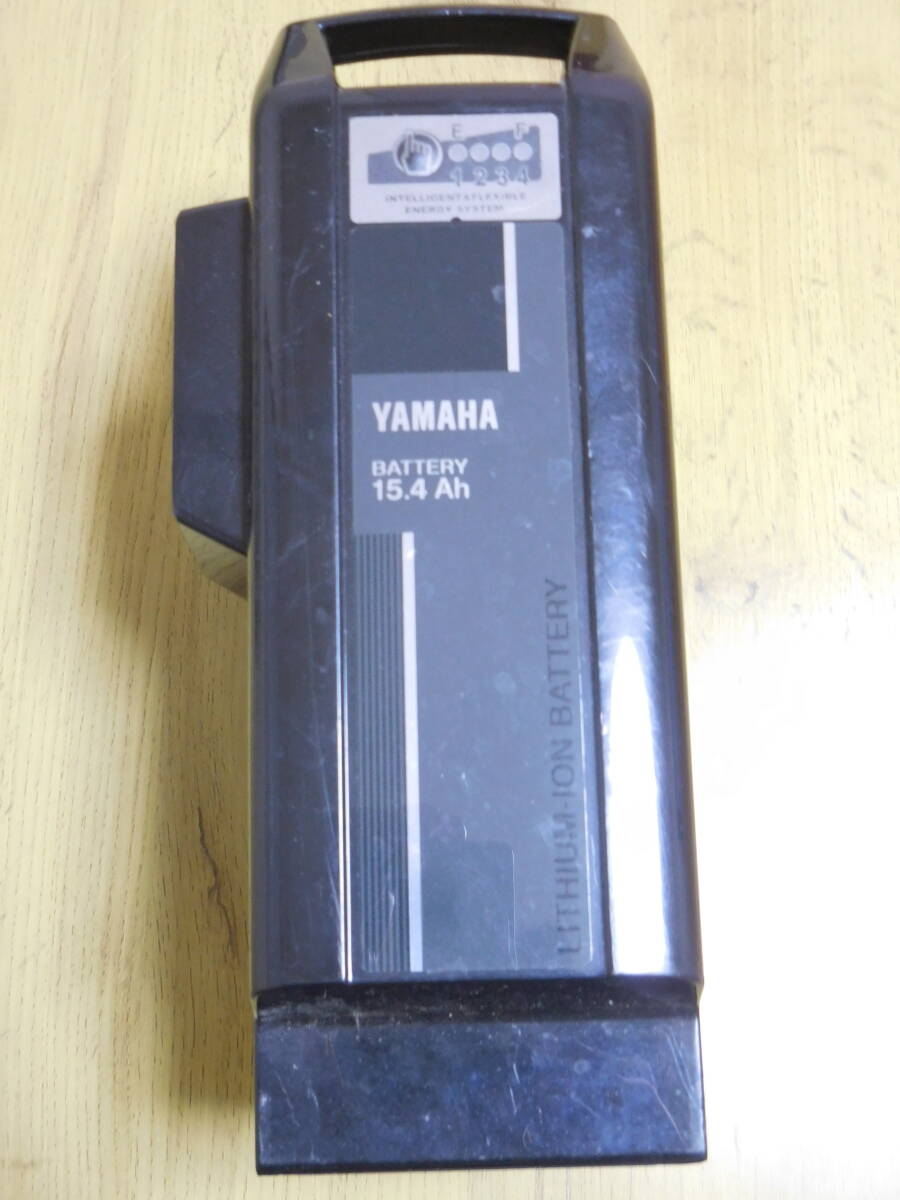 E F
1 2 3 4
INTELLIGENT&FLEXIBLE
ENERGY SYSTEM
YAMAHA
BATTERY
15.4 Ah
LITHIUM-ION BATTERY